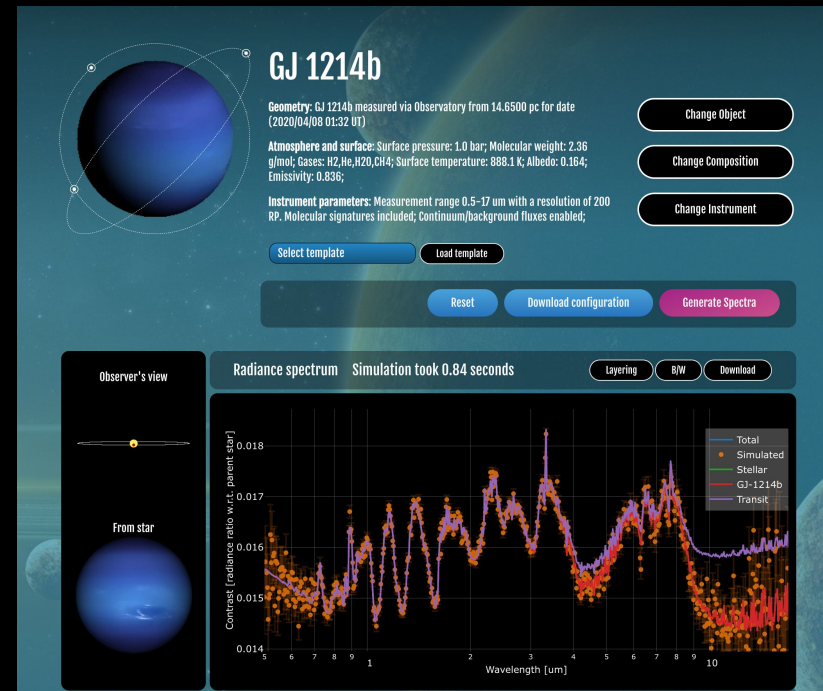 GJ 1214b
Geometry: GJ 1214b measured via Observatory from 14.6500 pc for date
(2020/04/08 01:32 UT)
Atmosphere and surface: Surface pressure: 1.0 bar; Molecular weight: 2.36
g/mol; Gases: H2,He,H2O,CH4; Surface temperature: 888.1 K; Albedo: 0.164;
Emissivity: 0.836;
Instrument parameters: Measurement range 0.5-17 um with a resolution of 200
RP. Molecular signatures included; Continuum/background fluxes enabled;
Change Object
Change Composition
Change Instrument
Select template
Load template
Reset
Download configuration
Generate Spectra
Observer's view
From star
Radiance spectrum Simulation took 0.84 seconds
Layering
B/W
Download
Contrast [radiance ratio w.r.t. parent star]
0.018
0.017
0.016
0.015
0.014
Total
Simulated
Stellar
GJ-1214b
Transit
5 6 7 8 9 1 2 3 4 5 6 7 8 9 10
Wavelength [um]